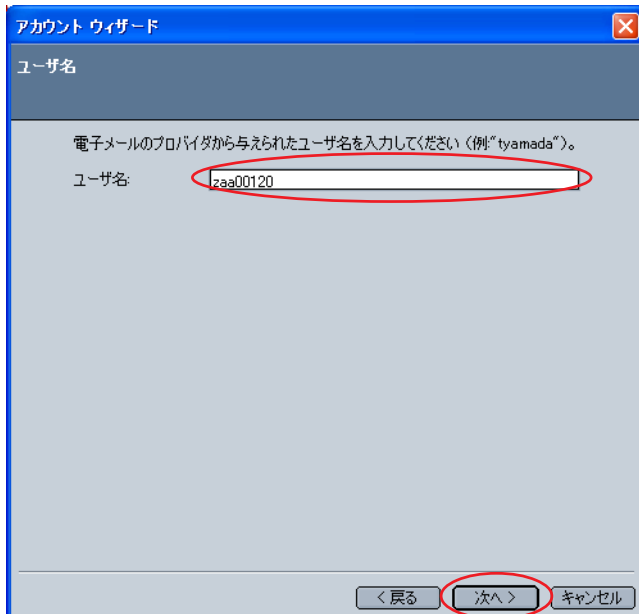 アカウント ウィザード
ユーザ名
電子メールのプロバイダから与えられたユーザ名を入力してください (例:"tyamada")。
ユーザ名: zaa00120
< 戻る 次へ > キャンセル